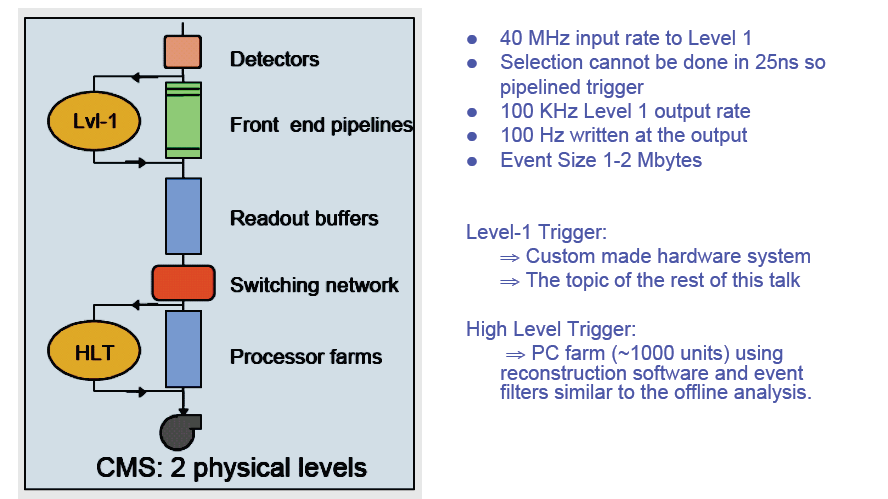 Detectors
Lvl-1
Front end pipelines
Readout buffers
Switching network
HLT
Processor farms
CMS: 2 physical levels
● 40 MHz input rate to Level 1
● Selection cannot be done in 25ns so
pipelined trigger
● 100 KHz Level 1 output rate
● 100 Hz written at the output
● Event Size 1-2 Mbytes
Level-1 Trigger:
⇒ Custom made hardware system
⇒ The topic of the rest of this talk
High Level Trigger:
⇒ PC farm (~1000 units) using
reconstruction software and event
filters similar to the offline analysis.